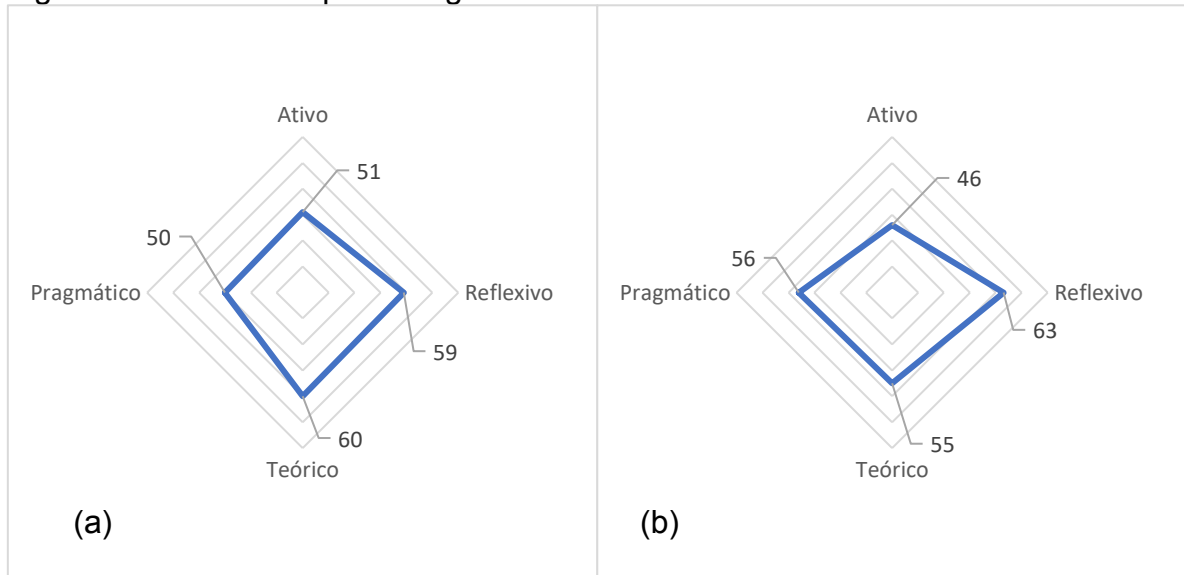 Ativo
51
50
Pragmático
Reflexivo
59
60
Teórico
(a)
Ativo
46
56
Pragmático
Reflexivo
63
55
Teórico
(b)